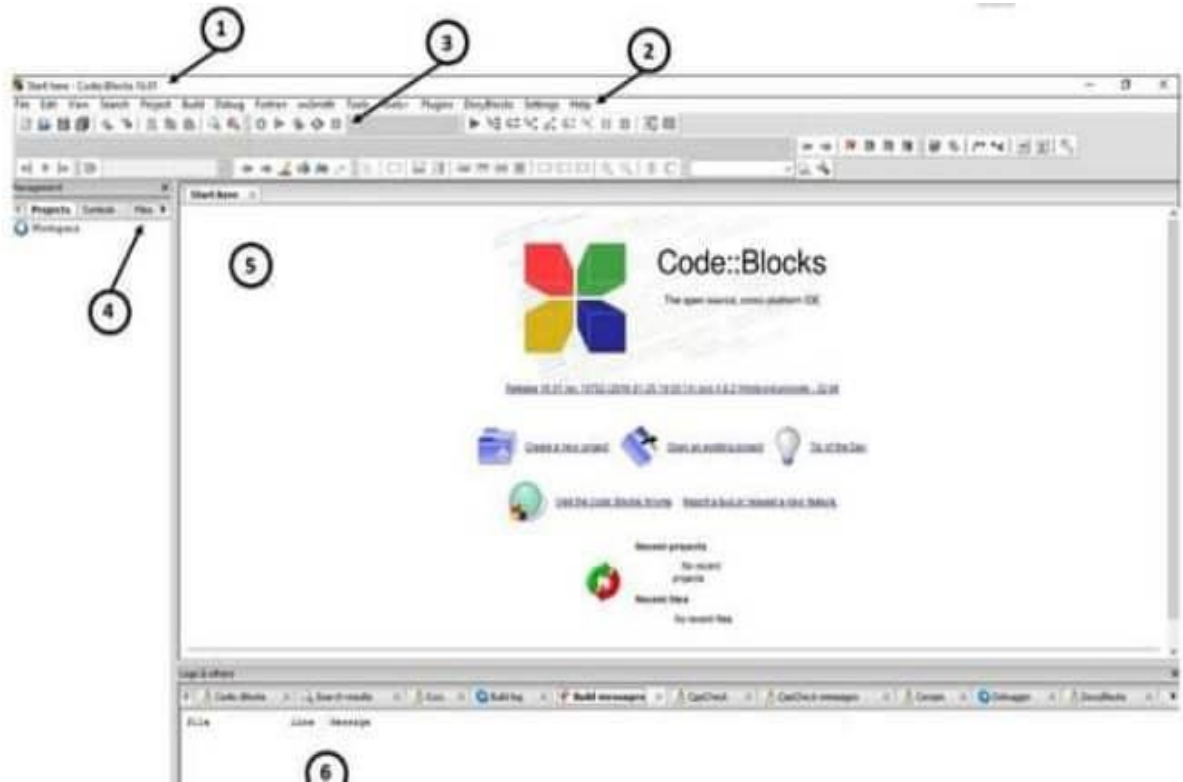 1
3
2
Start here - Code::Blocks 16.01
File Edit View Search Project Build Debug Fortran wxSmith Tools Tools+ Plugins DoxyBlocks Settings Help
Management
Projects Symbols Files
Workspace
4
Start here
5
Code::Blocks
The open source, cross-platform IDE
Create a new project Open an existing project Tip of the Day
Visit the Code::Blocks forums Report a bug or request a new feature
Recent projects
No recent
projects
Recent files
No recent files
Logs & others
Code::Blocks Search results Cccc Build log Build messages CppCheck CppCheck messages Cscope Debugger DoxyBlocks
File Line Message
6